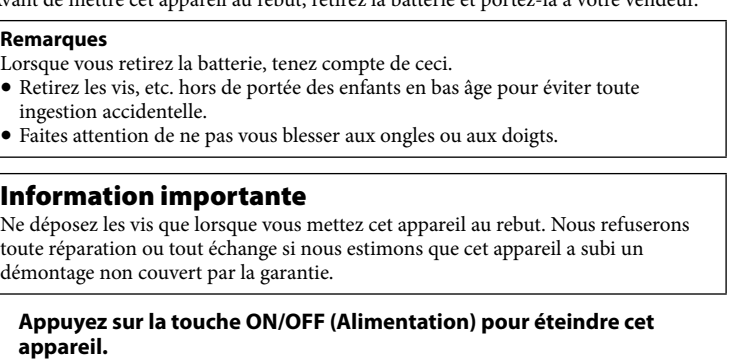 Avant de mettre cet appareil au rebut, retirez la batterie et portez-la à votre vendeur.
Remarques
Lorsque vous retirez la batterie, tenez compte de ceci.
• Retirez les vis, etc. hors de portée des enfants en bas âge pour éviter toute
ingestion accidentelle.
• Faites attention de ne pas vous blesser aux ongles ou aux doigts.
Information importante
Ne déposez les vis que lorsque vous mettez cet appareil au rebut. Nous refuserons
toute réparation ou tout échange si nous estimons que cet appareil a subi un
démontage non couvert par la garantie.
Appuyez sur la touche ON/OFF (Alimentation) pour éteindre cet
appareil.